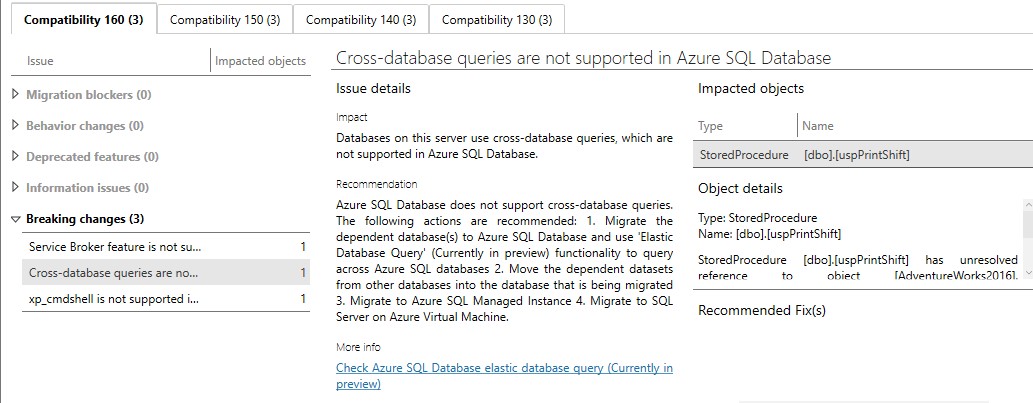 Compatibility 160 (3)
Compatibility 150 (3)
Compatibility 140 (3)
Compatibility 130 (3)
Issue
Impacted objects
Migration blockers (0)
Behavior changes (0)
Deprecated features (0)
Information issues (0)
Breaking changes (3)
Service Broker feature is not su... 1
Cross-database queries are no... 1
xp_cmdshell is not supported i... 1
Cross-database queries are not supported in Azure SQL Database
Issue details
Impact
Databases on this server use cross-database queries, which are
not supported in Azure SQL Database.
Recommendation
Azure SQL Database does not support cross-database queries.
The following actions are recommended: 1. Migrate the
dependent database(s) to Azure SQL Database and use 'Elastic
Database Query' (Currently in preview) functionality to query
across Azure SQL databases 2. Move the dependent datasets
from other databases into the database that is being migrated
3. Migrate to Azure SQL Managed Instance 4. Migrate to SQL
Server on Azure Virtual Machine.
More info
Check Azure SQL Database elastic database query (Currently in
preview)
Impacted objects
Type
Name
StoredProcedure
[dbo].[uspPrintShift]
Object details
Type: StoredProcedure
Name: [dbo].[uspPrintShift]
StoredProcedure [dbo].[uspPrintShift] has unresolved
reference to object [AdventureWorks2016].
Recommended Fix(s)